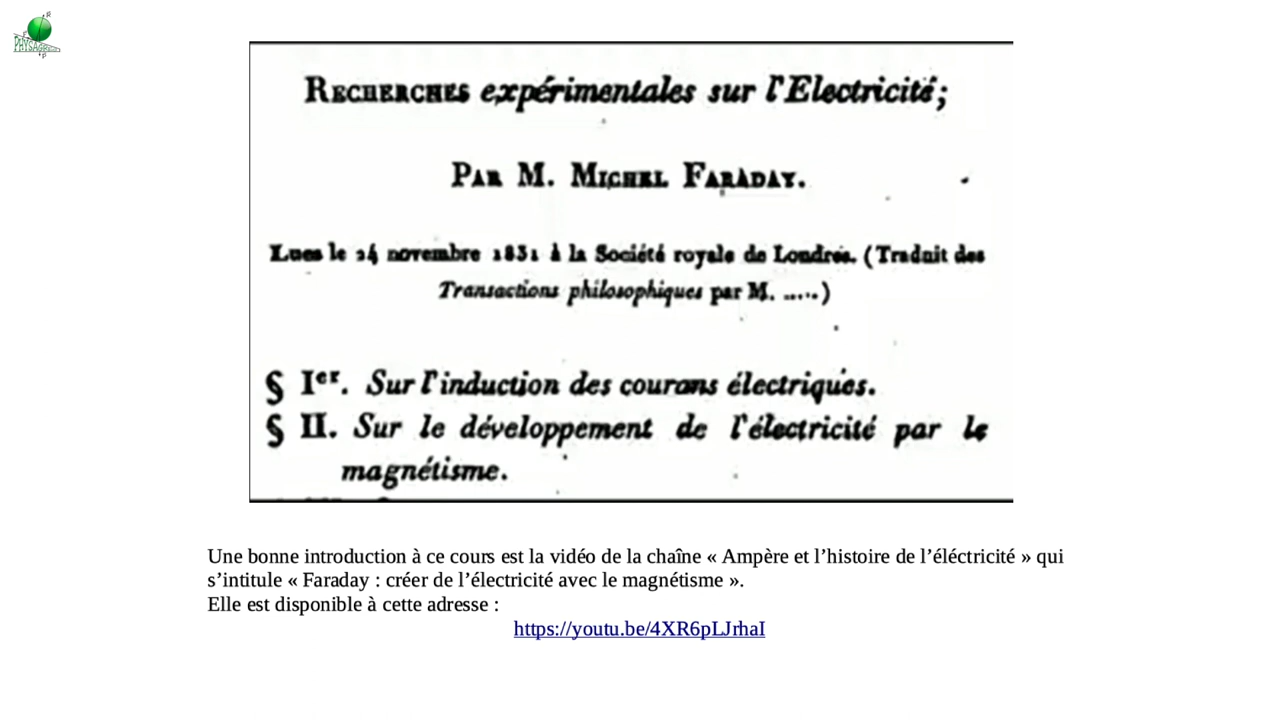 RECHERCHES expérimentales sur l'Electricité;
PAR M. MICHEL FARADAY.
Lues le 24 novembre 1831 à la Société royale de Londres. (Traduit des
Transactions philosophiques par M. .....)
§ Ier. Sur l'induction des courans électriques.
§ II. Sur le développement de l'électricité par le
magnétisme.
Une bonne introduction à ce cours est la vidéo de la chaîne « Ampère et l’histoire de l’éléctricité » qui
s’intitule « Faraday : créer de l’électricité avec le magnétisme ».
Elle est disponible à cette adresse :
https://youtu.be/4XR6pLJrhaI